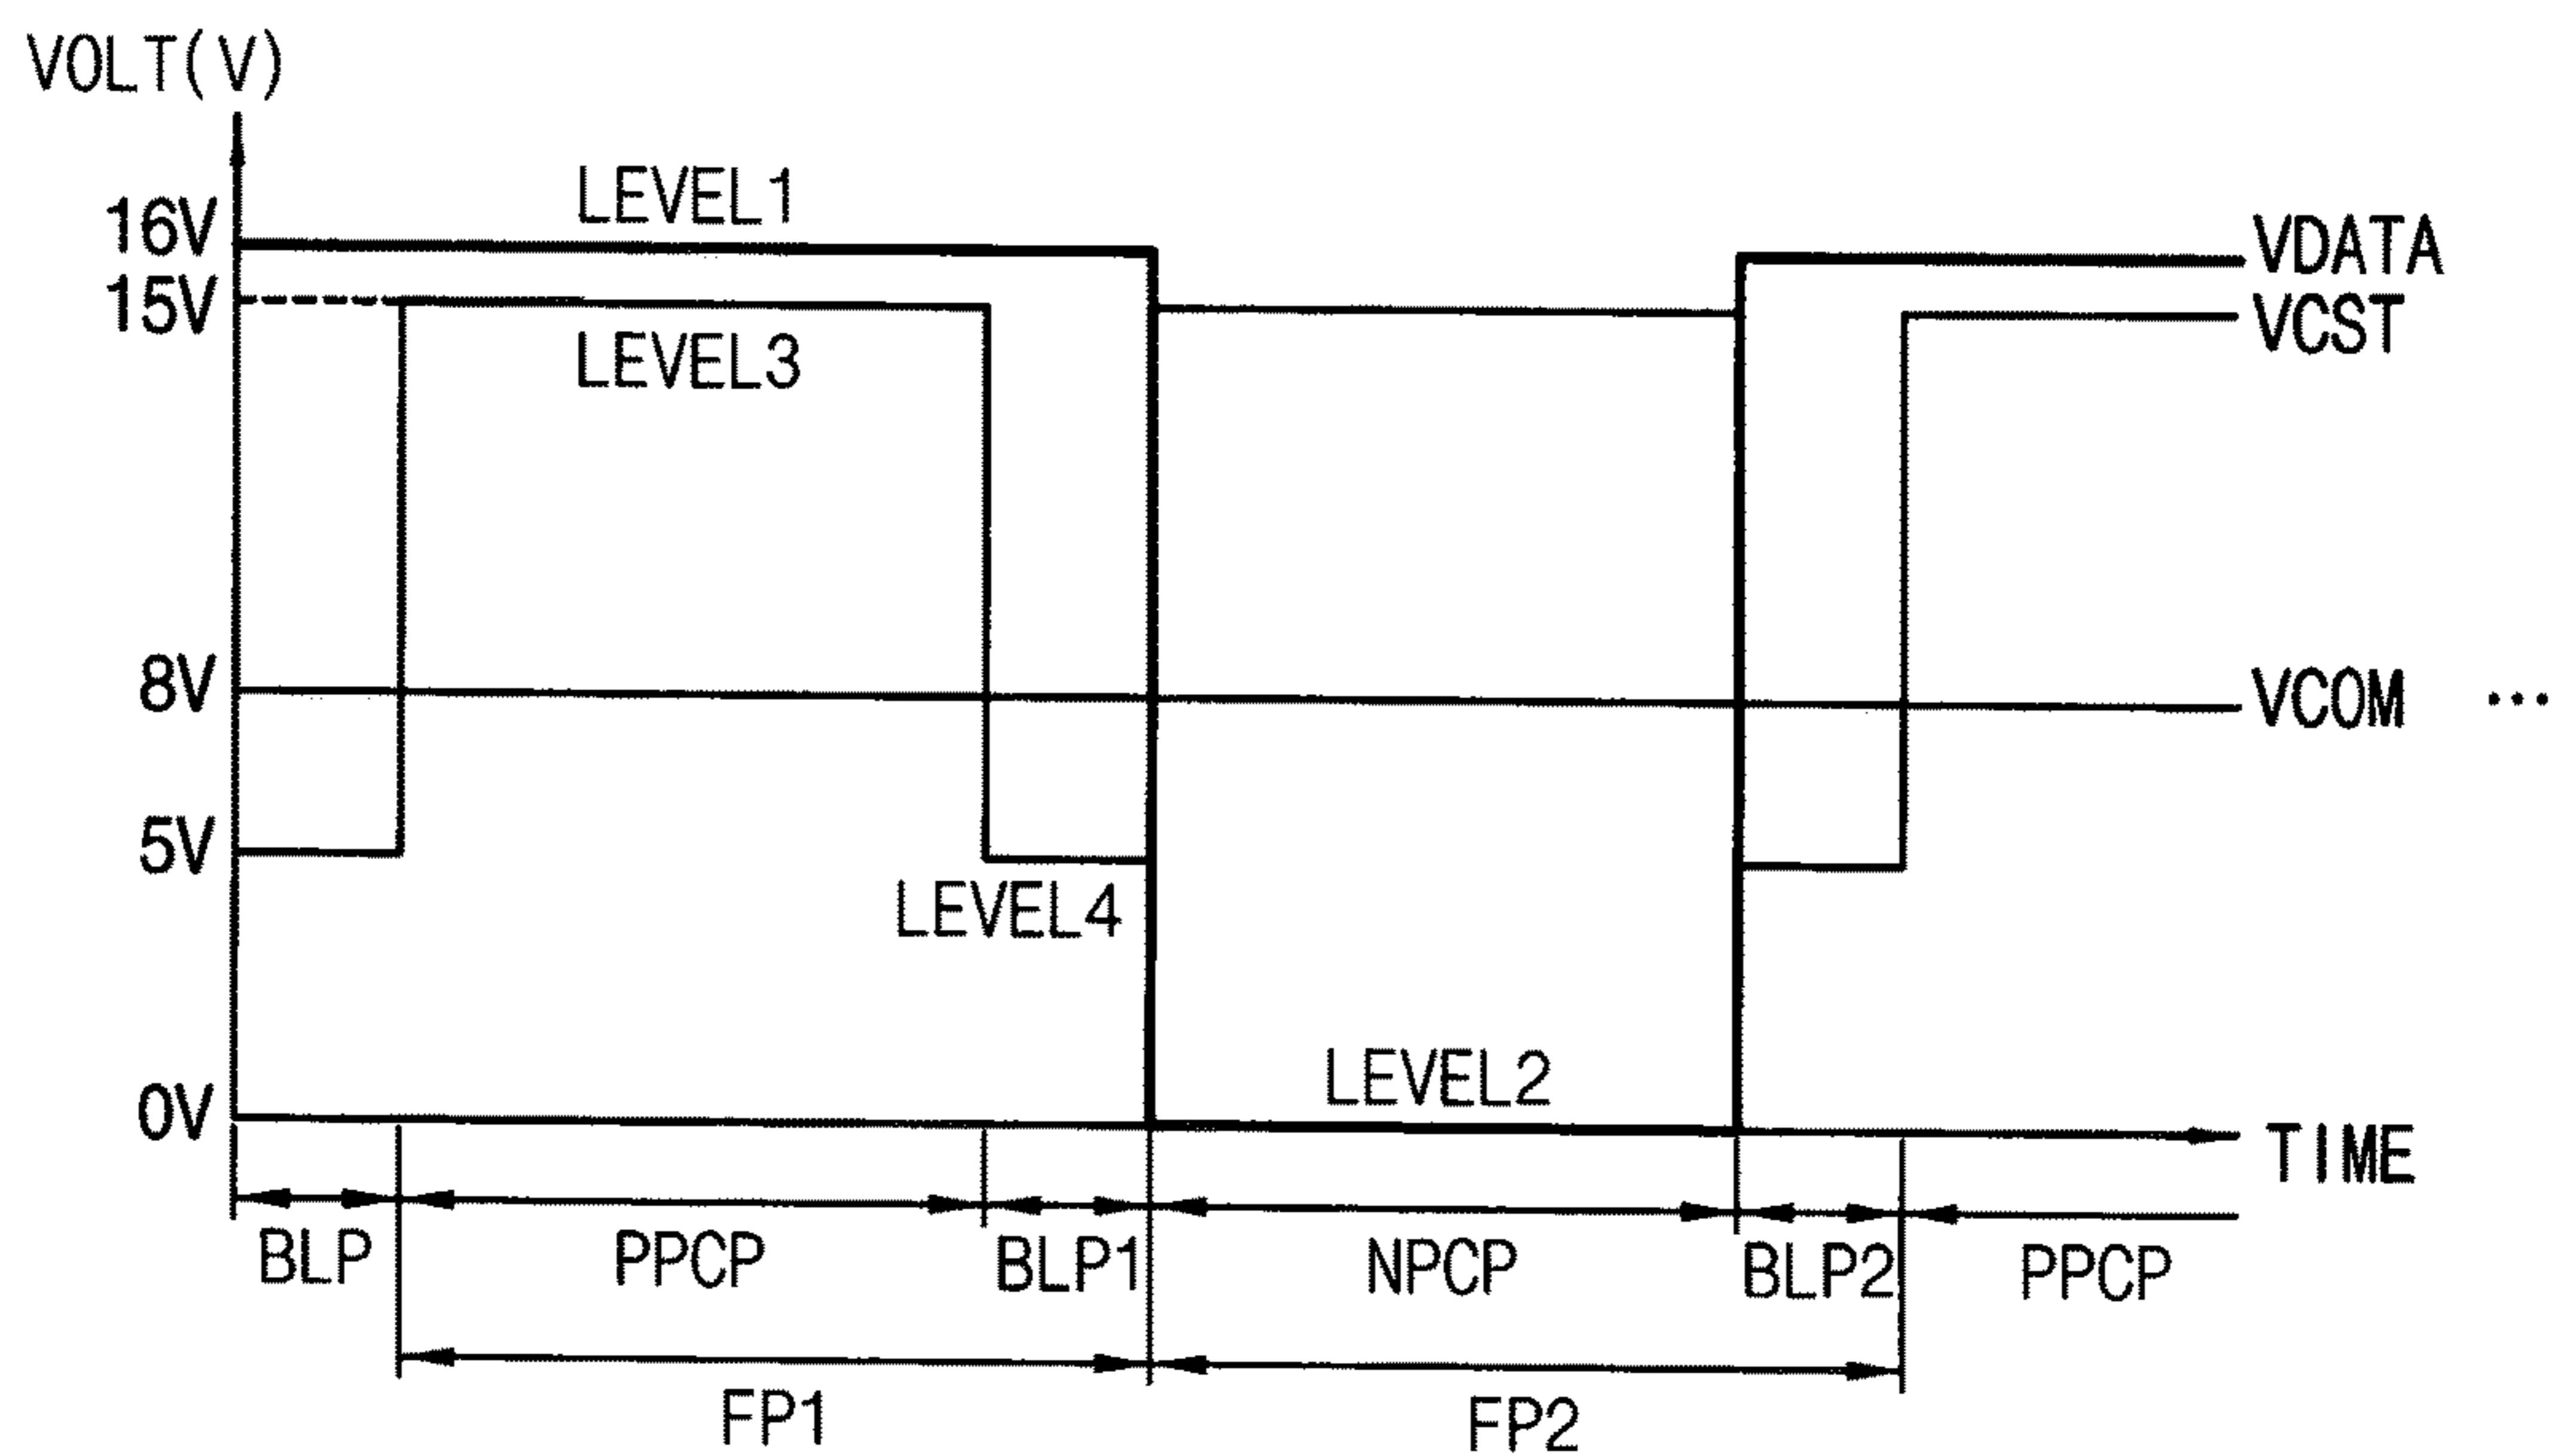 VOLT(V)
LEVEL1
16V
VDATA
15V
VCST
LEVEL3
8V
VCOM ...
5V
LEVEL4
LEVEL2
0V
TIME
BLP PPCP BLP1 NPCP BLP2 PPCP
FP1 FP2